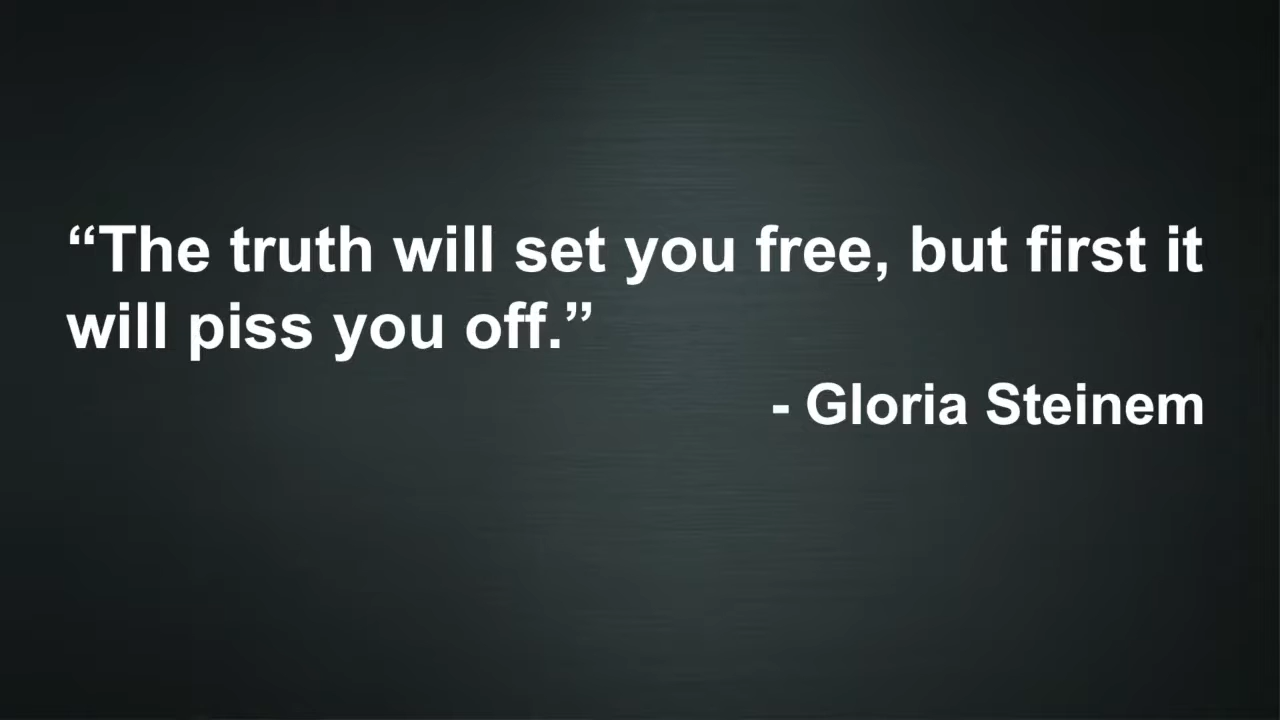 “The truth will set you free, but first it
will piss you off.”
- Gloria Steinem